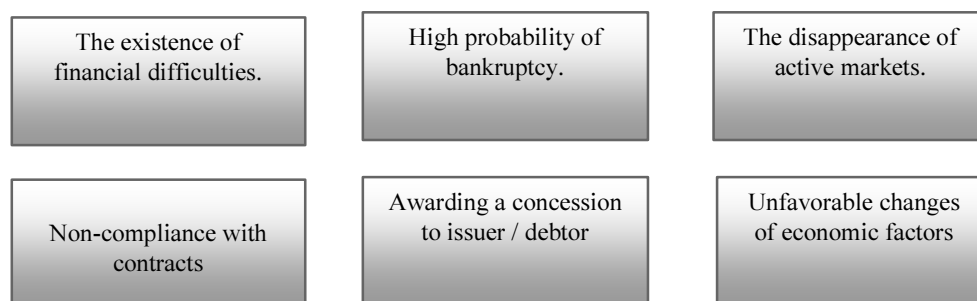 The existence of
financial difficulties.
High probability of
bankruptcy.
The disappearance of
active markets.
Non-compliance with
contracts
Awarding a concession
to issuer / debtor
Unfavorable changes
of economic factors